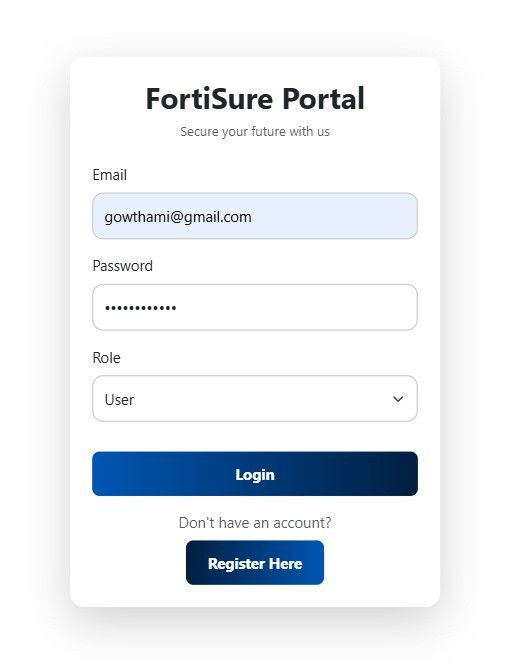 FortiSure Portal
Secure your future with us
Email
gowthami@gmail.com
Password
••••••••••••
Role
User
Login
Don't have an account?
Register Here